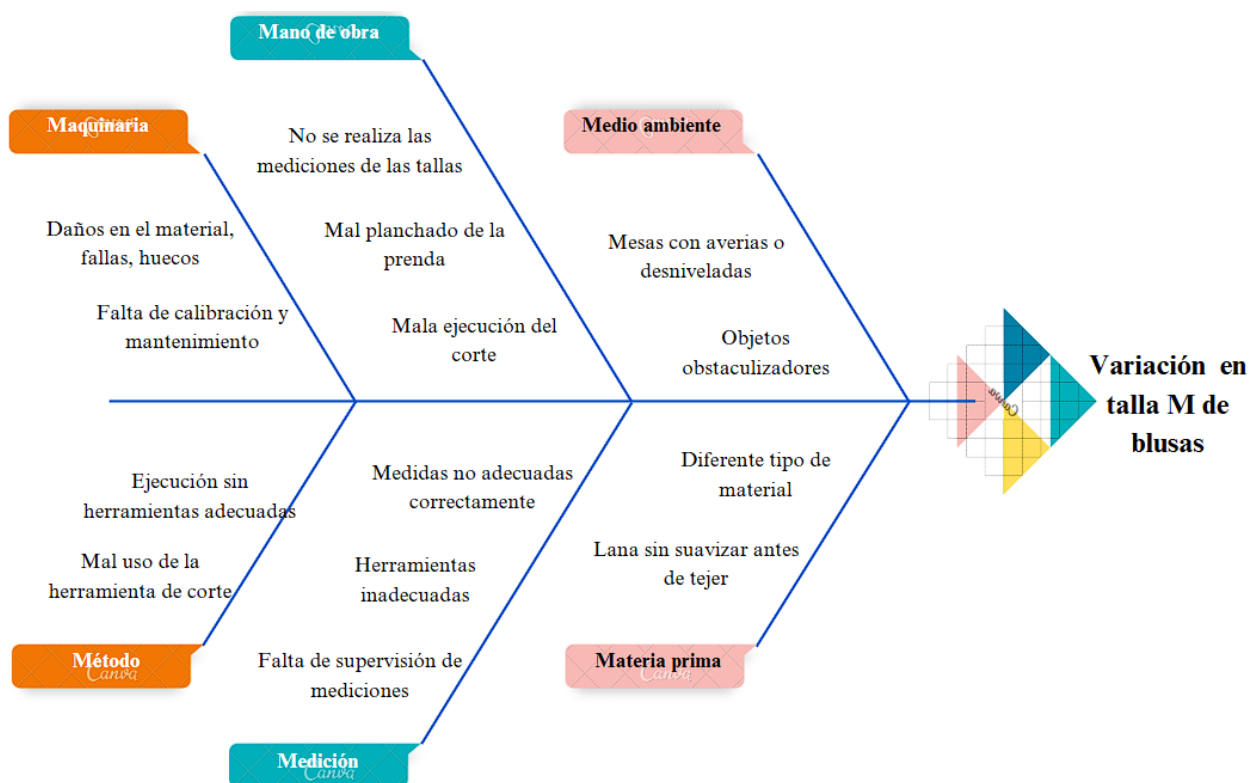 Mano de obra
Maquinaria
Medio ambiente
No se realiza las
mediciones de las tallas
Daños en el material,
fallas, huecos
Mal planchado de la
prenda
Mesas con averias o
desniveladas
Falta de calibración y
mantenimiento
Mala ejecución del
corte
Objetos
obstaculizadores
Variación en
talla M de
blusas
Canva
Ejecución sin
herramientas adecuadas
Medidas no adecuadas
correctamente
Diferente tipo de
material
Mal uso de la
herramienta de corte
Herramientas
inadecuadas
Lana sin suavizar antes
de tejer
Método
Canva
Falta de supervisión de
mediciones
Materia prima
Canva
Medición
Canva